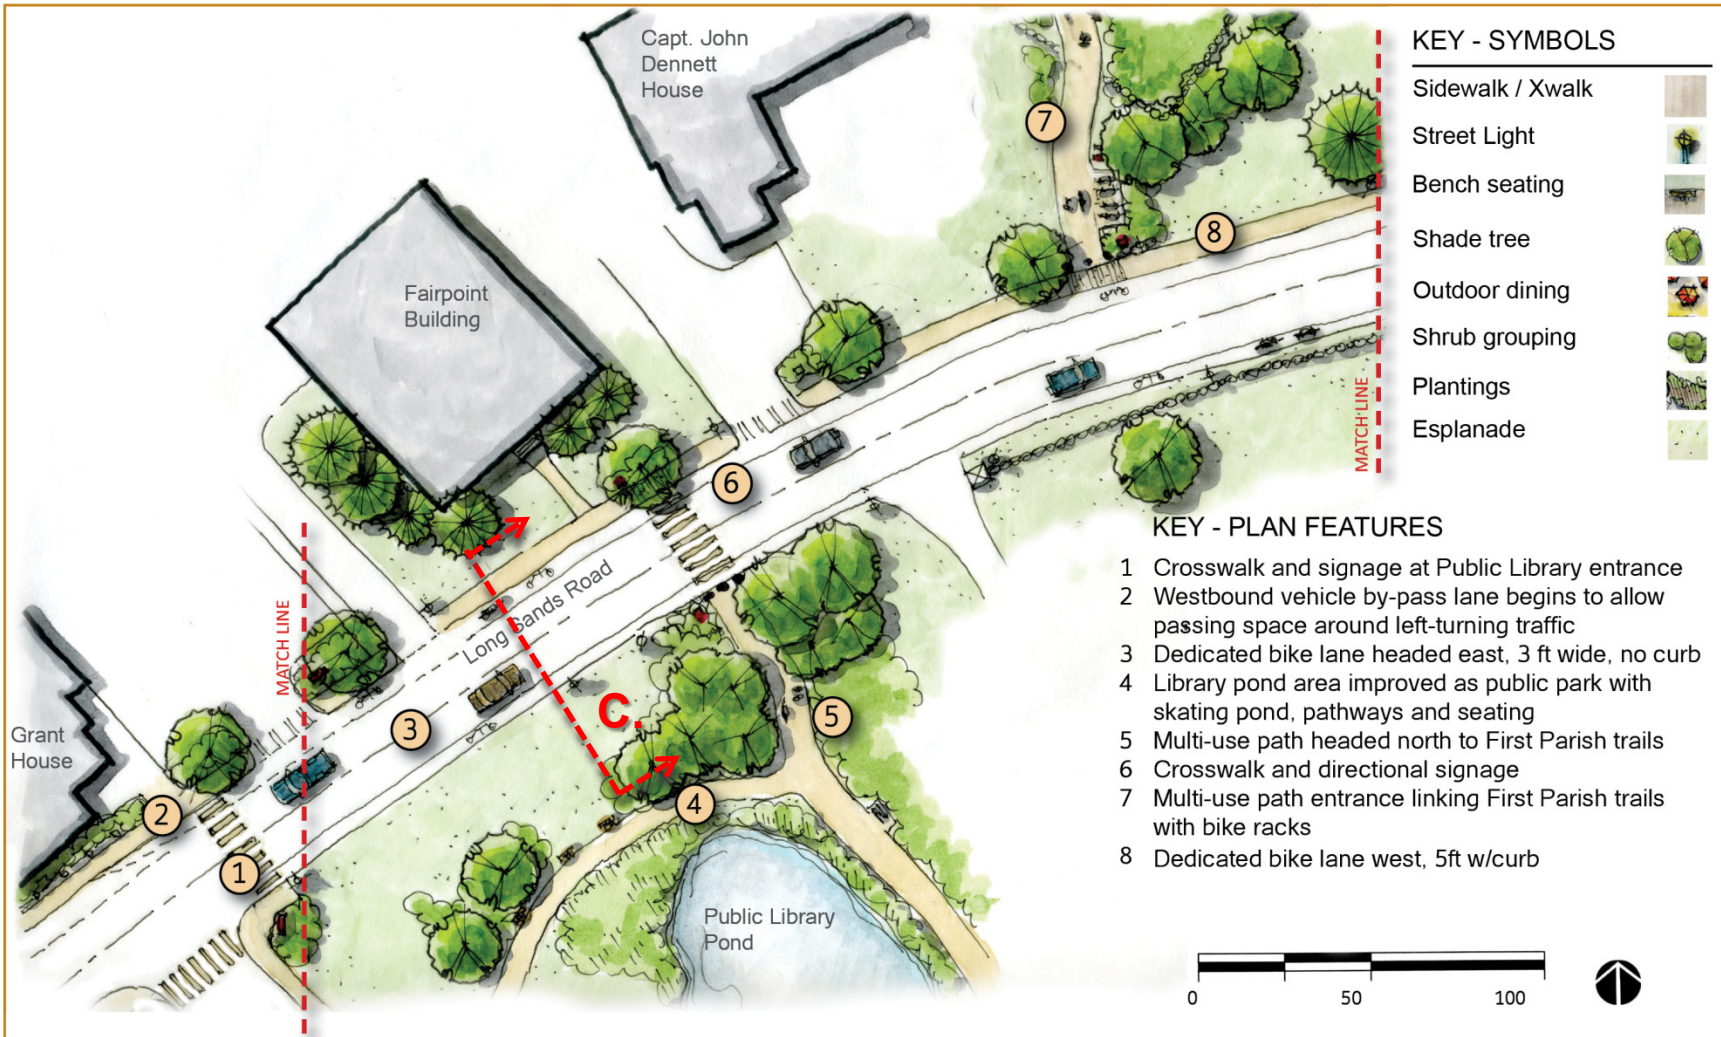 Capt. John
Dennett
House
Fairpoint
Building
7
8
6
MATCH LINE
Long Sands Road
MATCH LINE
C.
3
5
4
Grant
House
2
1
Public Library
Pond
KEY - SYMBOLS
Sidewalk / Xwalk
Street Light
Bench seating
Shade tree
Outdoor dining
Shrub grouping
Plantings
Esplanade
KEY - PLAN FEATURES
1 Crosswalk and signage at Public Library entrance
2 Westbound vehicle by-pass lane begins to allow
passing space around left-turning traffic
3 Dedicated bike lane headed east, 3 ft wide, no curb
4 Library pond area improved as public park with
skating pond, pathways and seating
5 Multi-use path headed north to First Parish trails
6 Crosswalk and directional signage
7 Multi-use path entrance linking First Parish trails
with bike racks
8 Dedicated bike lane west, 5ft w/curb
0 50 100